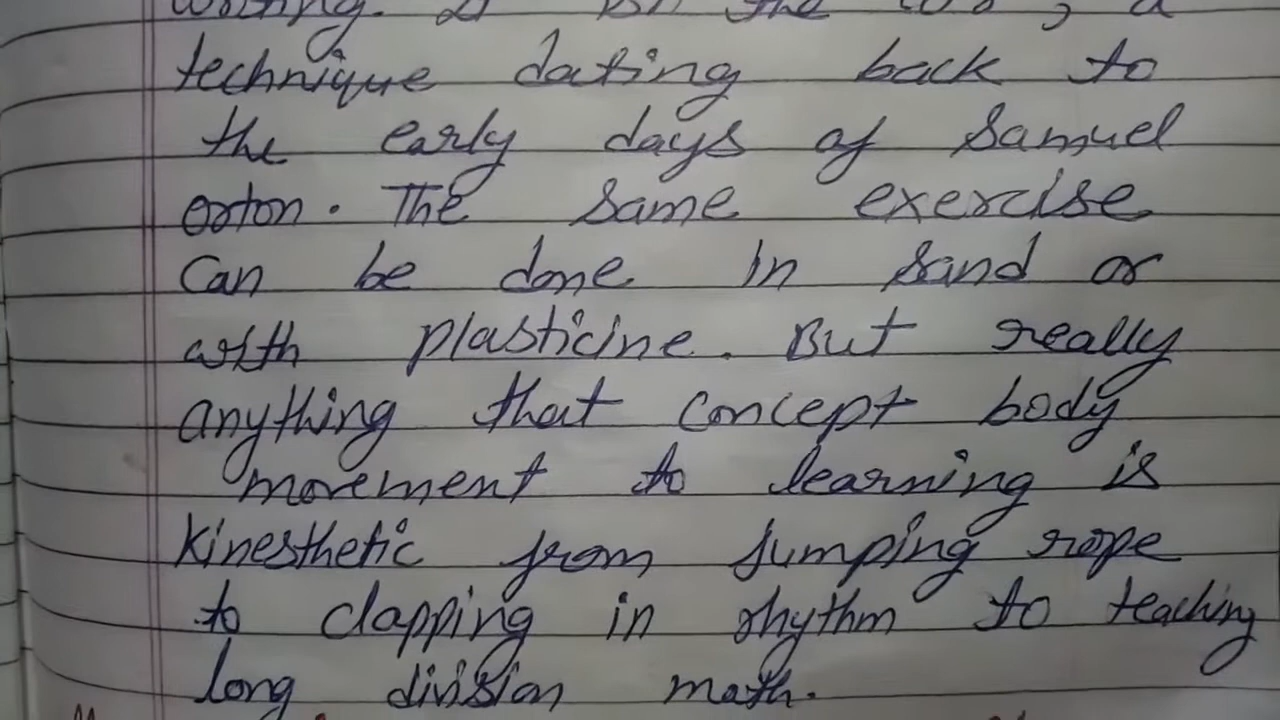 technique dating back to
the early days of Samuel
orton. The same exercise
can be done in sand or
with plasticine. But really
anything that concept body
movement to learning is
kinesthetic from jumping rope
to clapping in rhythm to teaching
long division math.